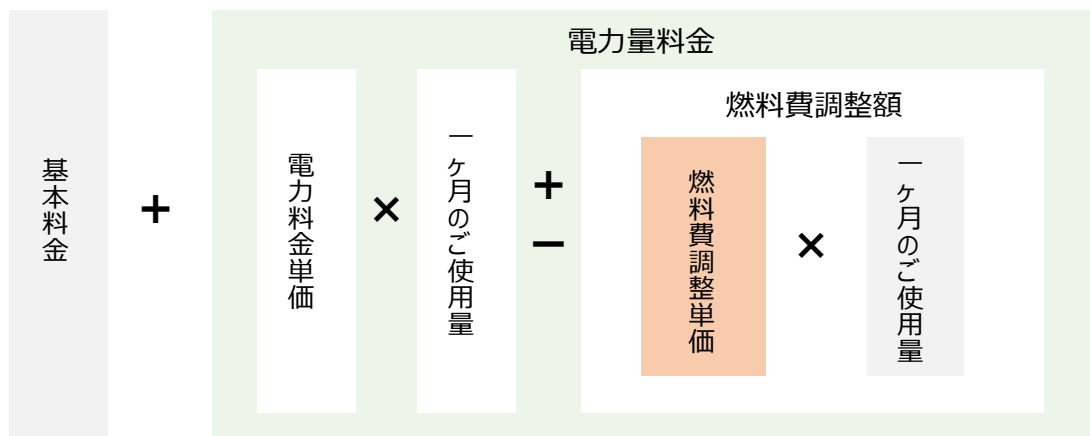 基本料金
+
電力量料金
電力料金単価
×
一ヶ月のご使用量
+
−
燃料費調整額
燃料費調整単価
×
一ヶ月のご使用量